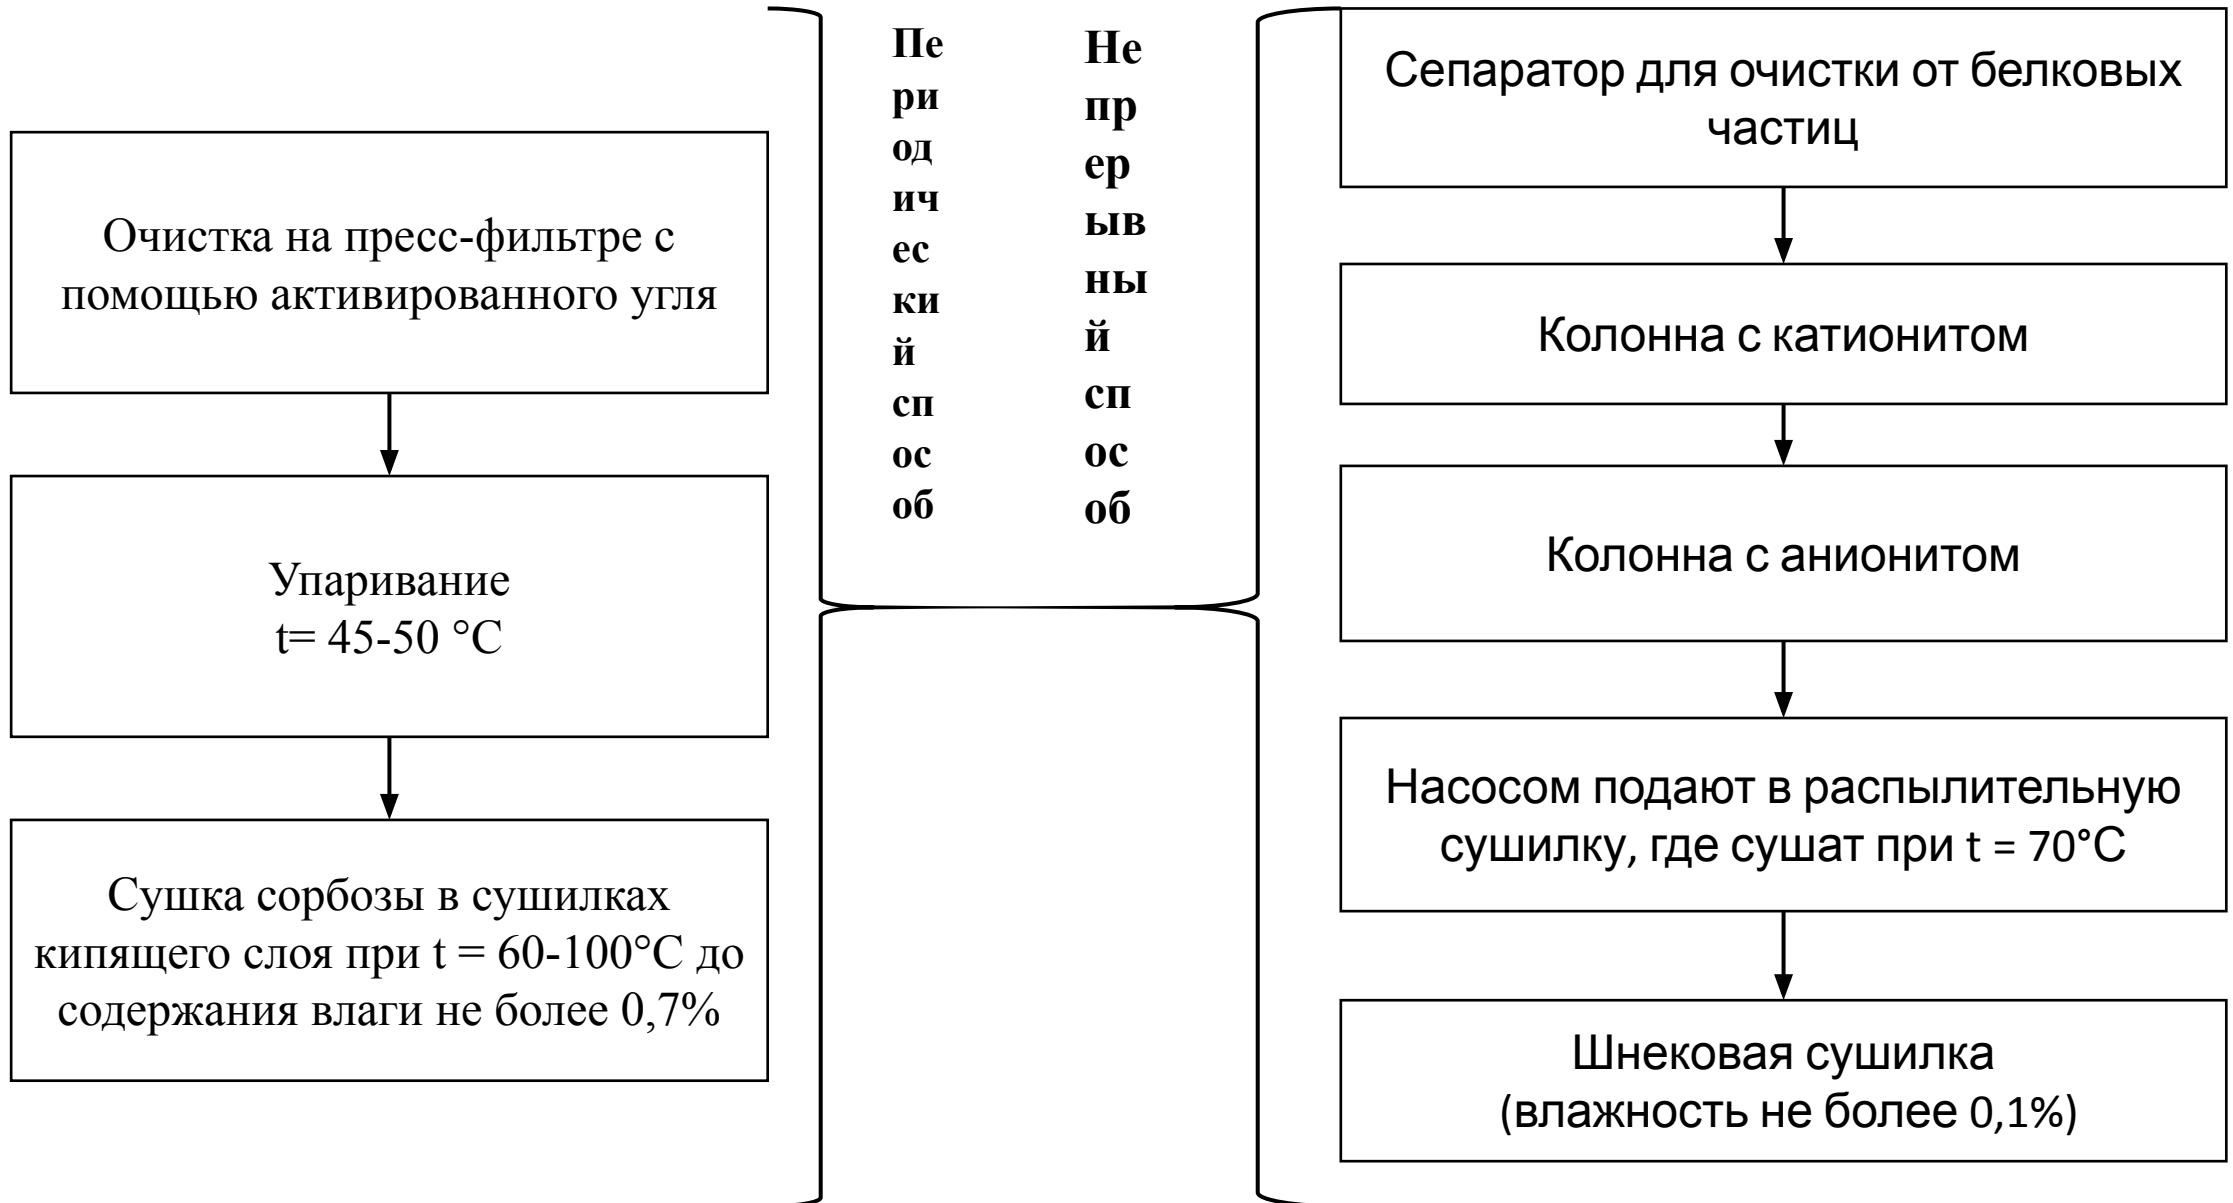 Очистка на пресс-фильтре с
помощью активированного угля
Упаривание
t= 45-50 °С
Сушка сорбозы в сушилках
кипящего слоя при t = 60-100°С до
содержания влаги не более 0,7%
Пе
ри
од
ич
ес
ки
й
сп
ос
об
Не
пр
ер
ыв
ны
й
сп
ос
об
Сепаратор для очистки от белковых
частиц
Колонна с катионитом
Колонна с анионитом
Насосом подают в распылительную
сушилку, где сушат при t = 70°С
Шнековая сушилка
(влажность не более 0,1%)